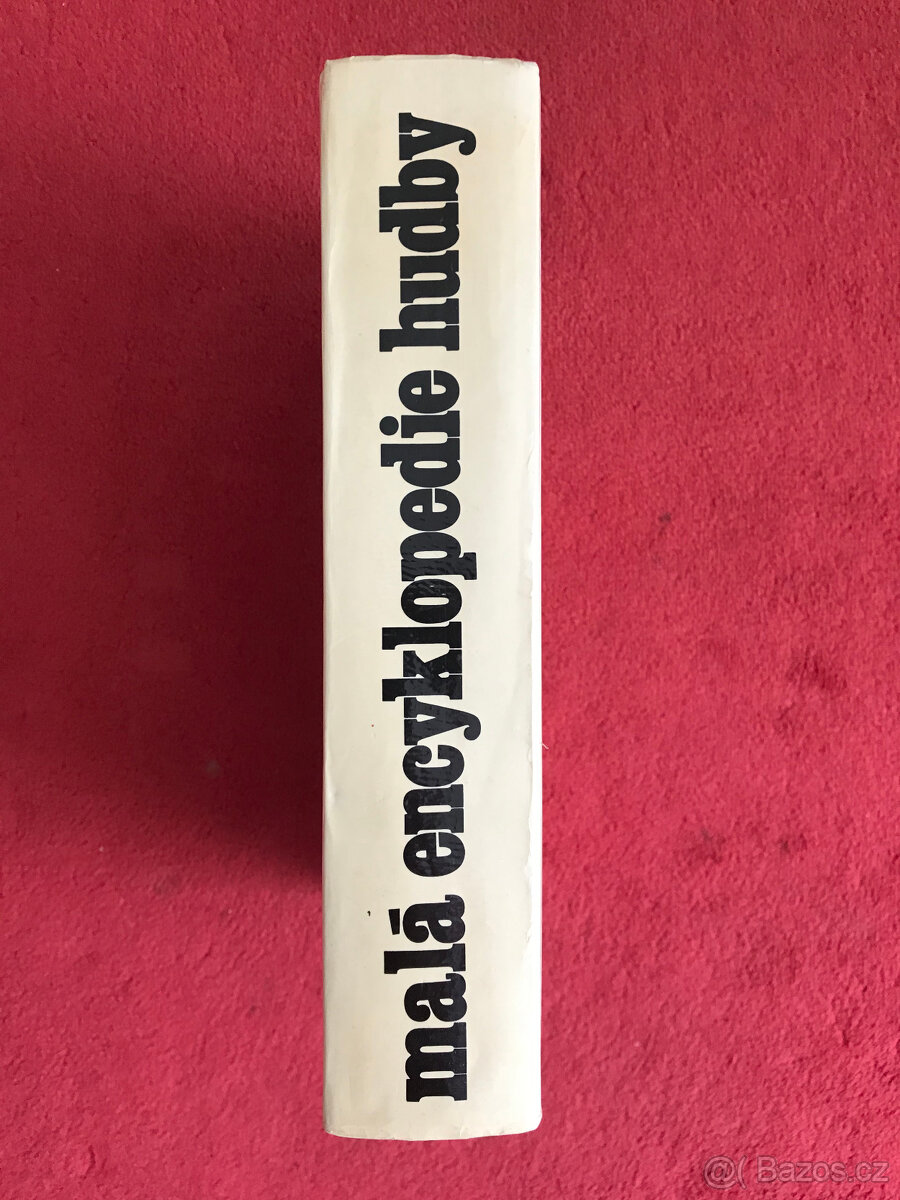 malá encyklopedie hudby
@( Bazos.cz